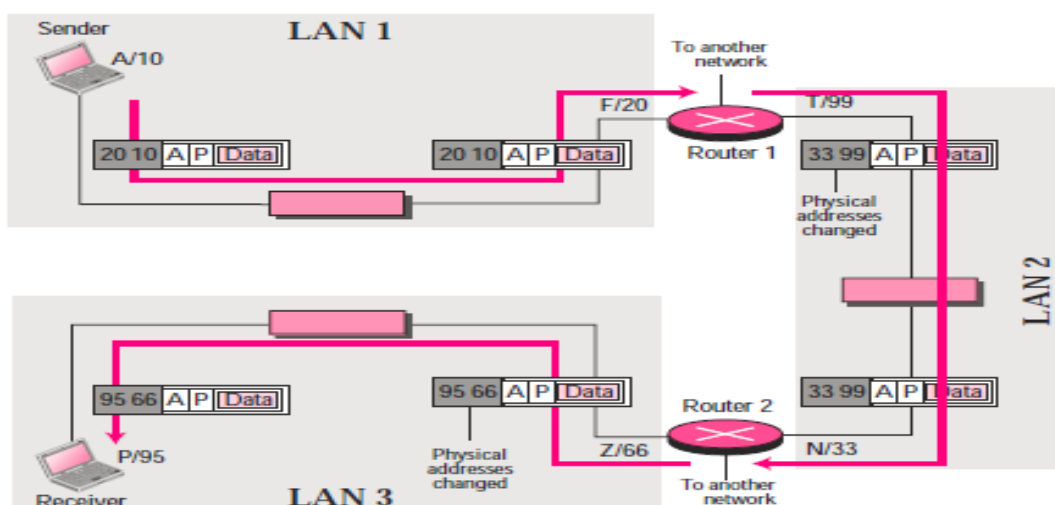 Sender
LAN 1
A/10
To another
network
F/20
T/99
20 10 A P Data
20 10 A P Data
Router 1
33 99 A P Data
Physical
addresses
changed
LAN 2
95 66 A P Data
95 66 A P Data
33 99 A P Data
Router 2
P/95
Physical
addresses
changed
Z/66
N/33
To another
network
Receiver
LAN 3